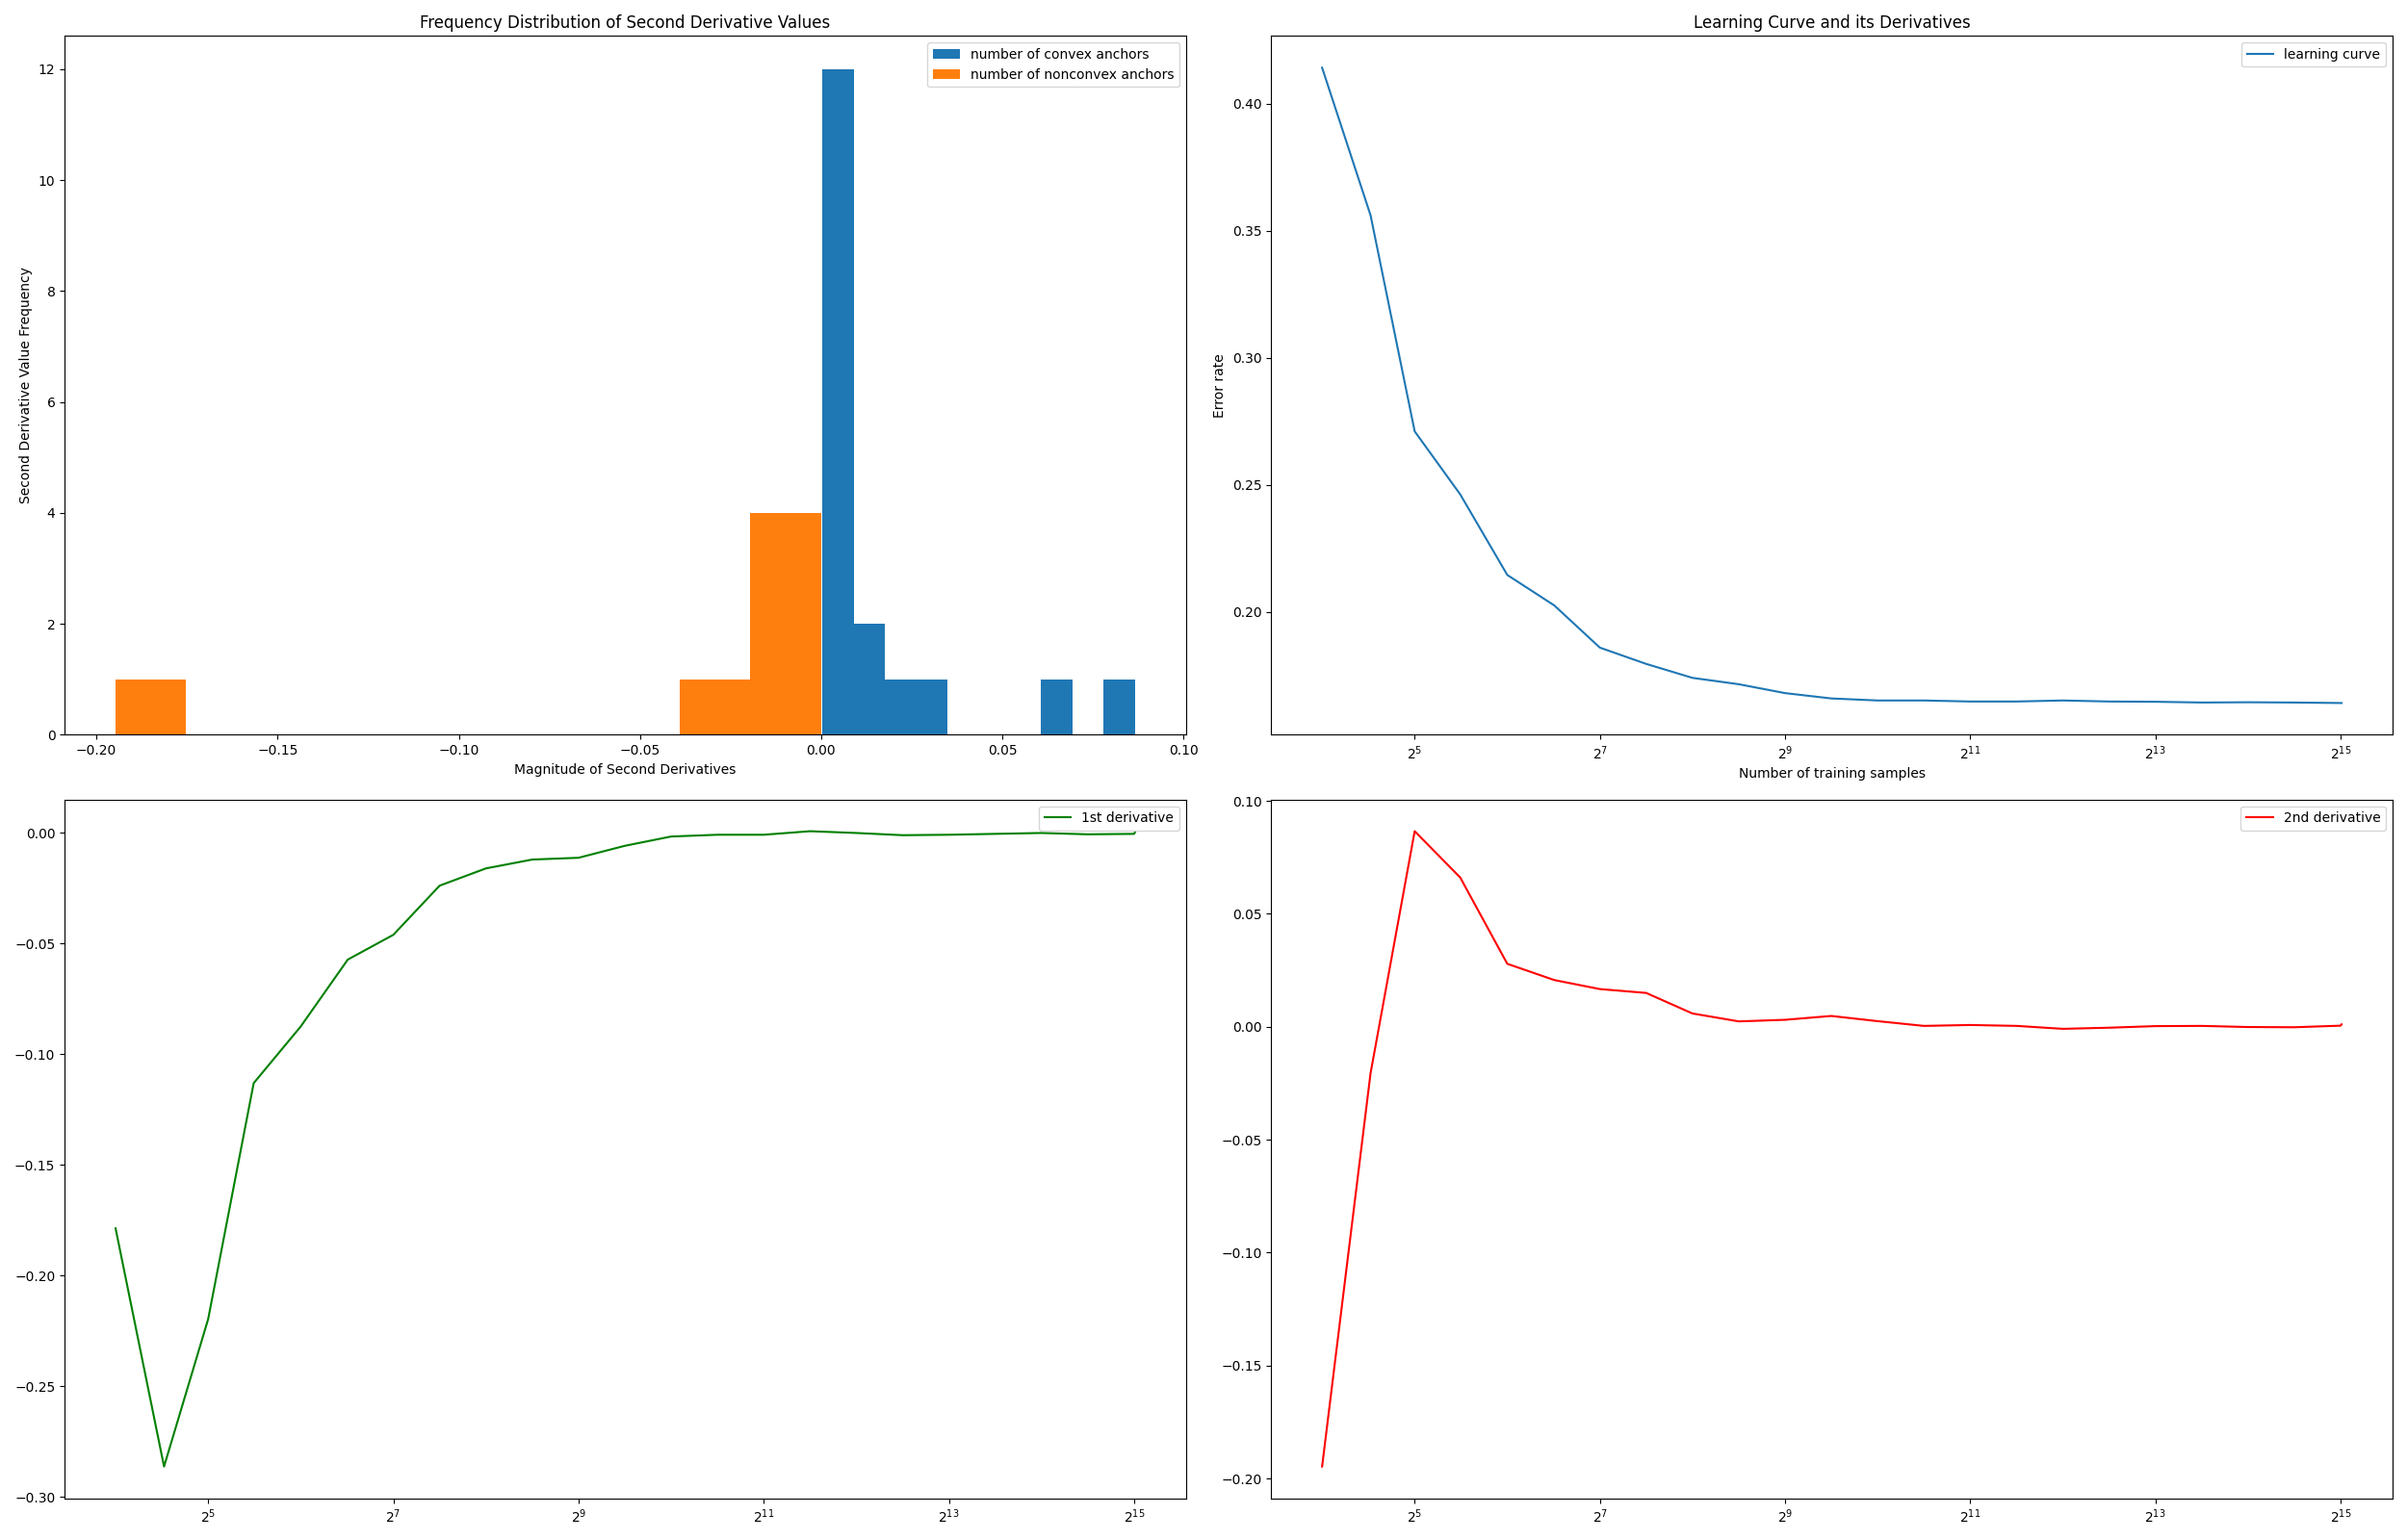 Frequency Distribution of Second Derivative Values
number of convex anchors
number of nonconvex anchors
12
10
8
6
4
2
0
Second Derivative Value Frequency
−0.20 −0.15 −0.10 −0.05 0.00 0.05 0.10
Magnitude of Second Derivatives
Learning Curve and its Derivatives
learning curve
0.40
0.35
0.30
0.25
0.20
Error rate
2^5 2^7 2^9 2^11 2^13 2^15
Number of training samples
1st derivative
0.00
−0.05
−0.10
−0.15
−0.20
−0.25
−0.30
2^5 2^7 2^9 2^11 2^13 2^15
2nd derivative
0.10
0.05
0.00
−0.05
−0.10
−0.15
−0.20
2^5 2^7 2^9 2^11 2^13 2^15